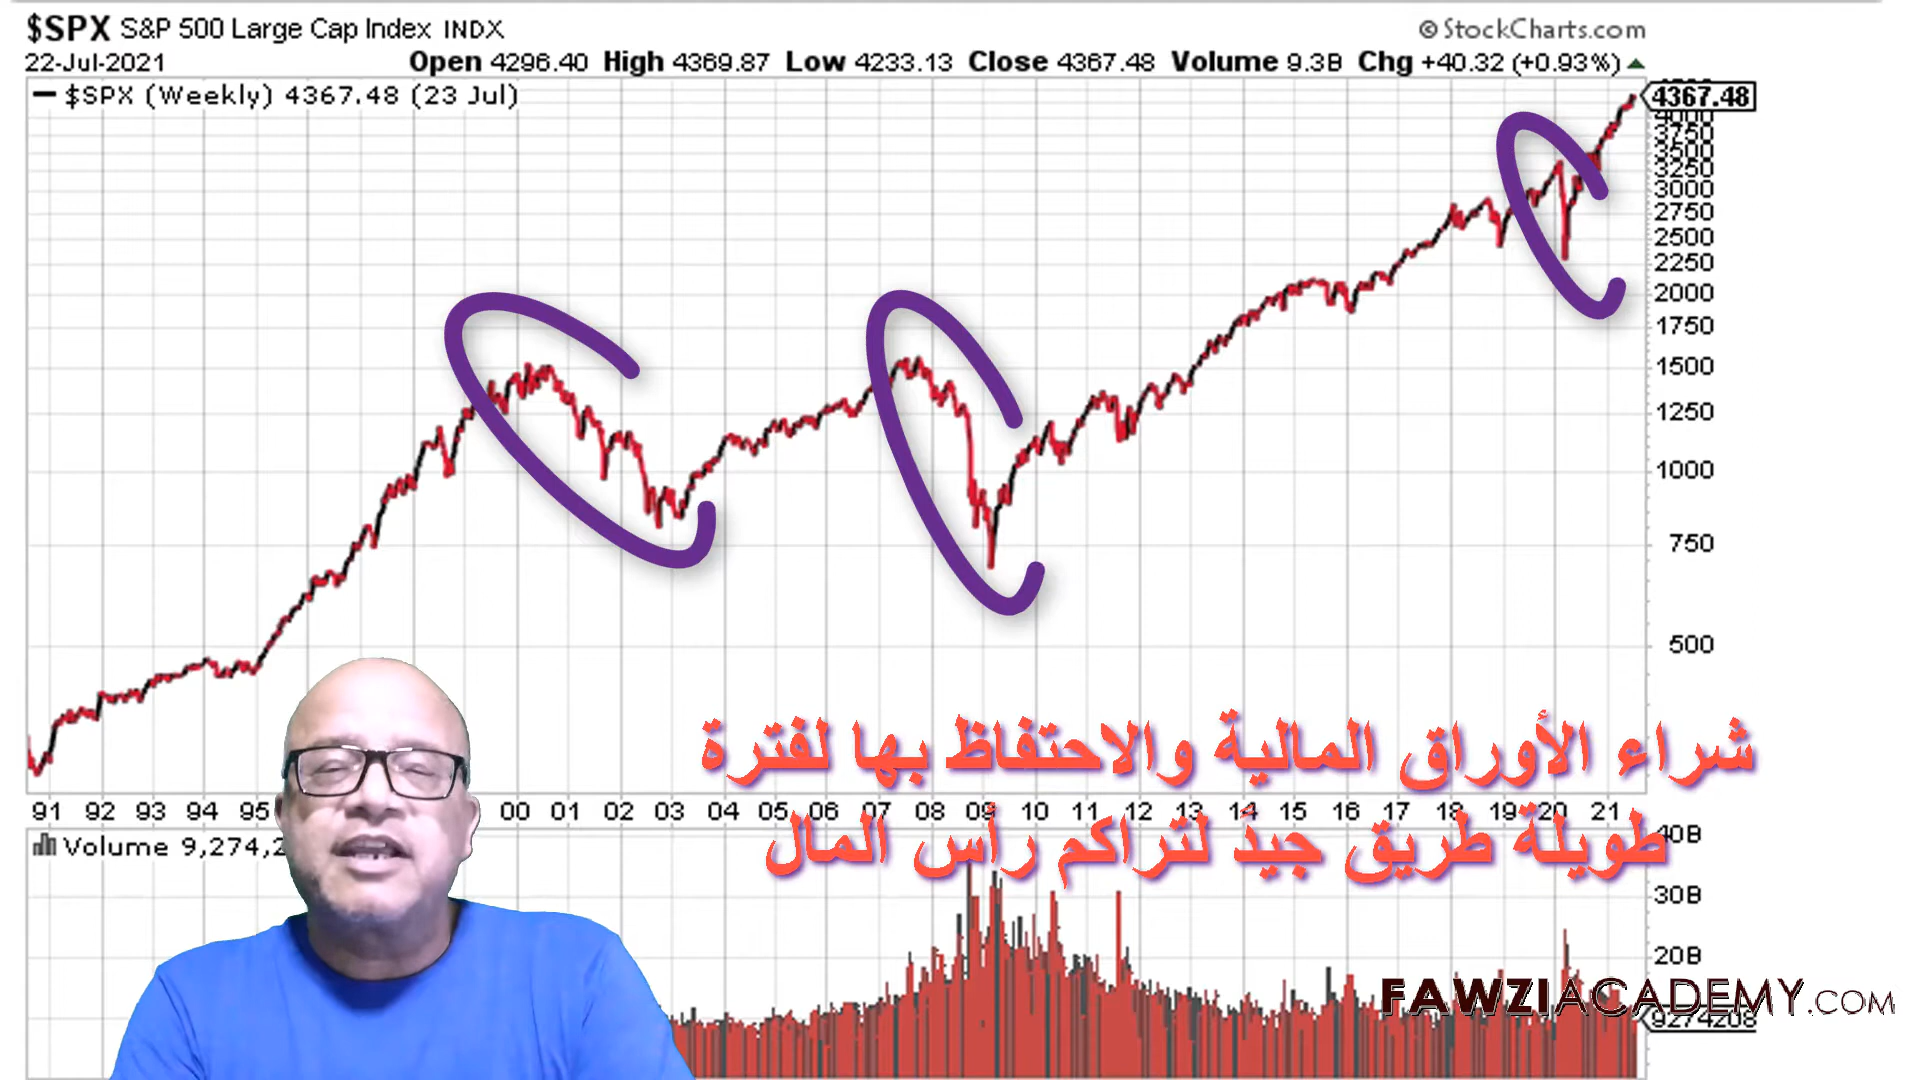 $SPX S&P 500 Large Cap Index INDX
© StockCharts.com
22-Jul-2021
Open 4296.40 High 4369.87 Low 4233.13 Close 4367.48 Volume 9.3B Chg +40.32 (+0.93%)
$SPX (Weekly) 4367.48 (23 Jul)
4367.48
4000
3750
3500
3250
3000
2750
2500
2250
2000
1750
1500
1250
1000
750
500
شراء الأوراق المالية والاحتفاظ بها لفترة
91 92 93 94 95 00 01 02 03 04 05 06 07 08 09 10 11 12 13 14 15 16 17 18 19 20 21
طويلة طريق جيدً لتراكم رأس المال
Volume 9,274,2
40B
30B
20B
FAWZIACADEMY.COM
9274208